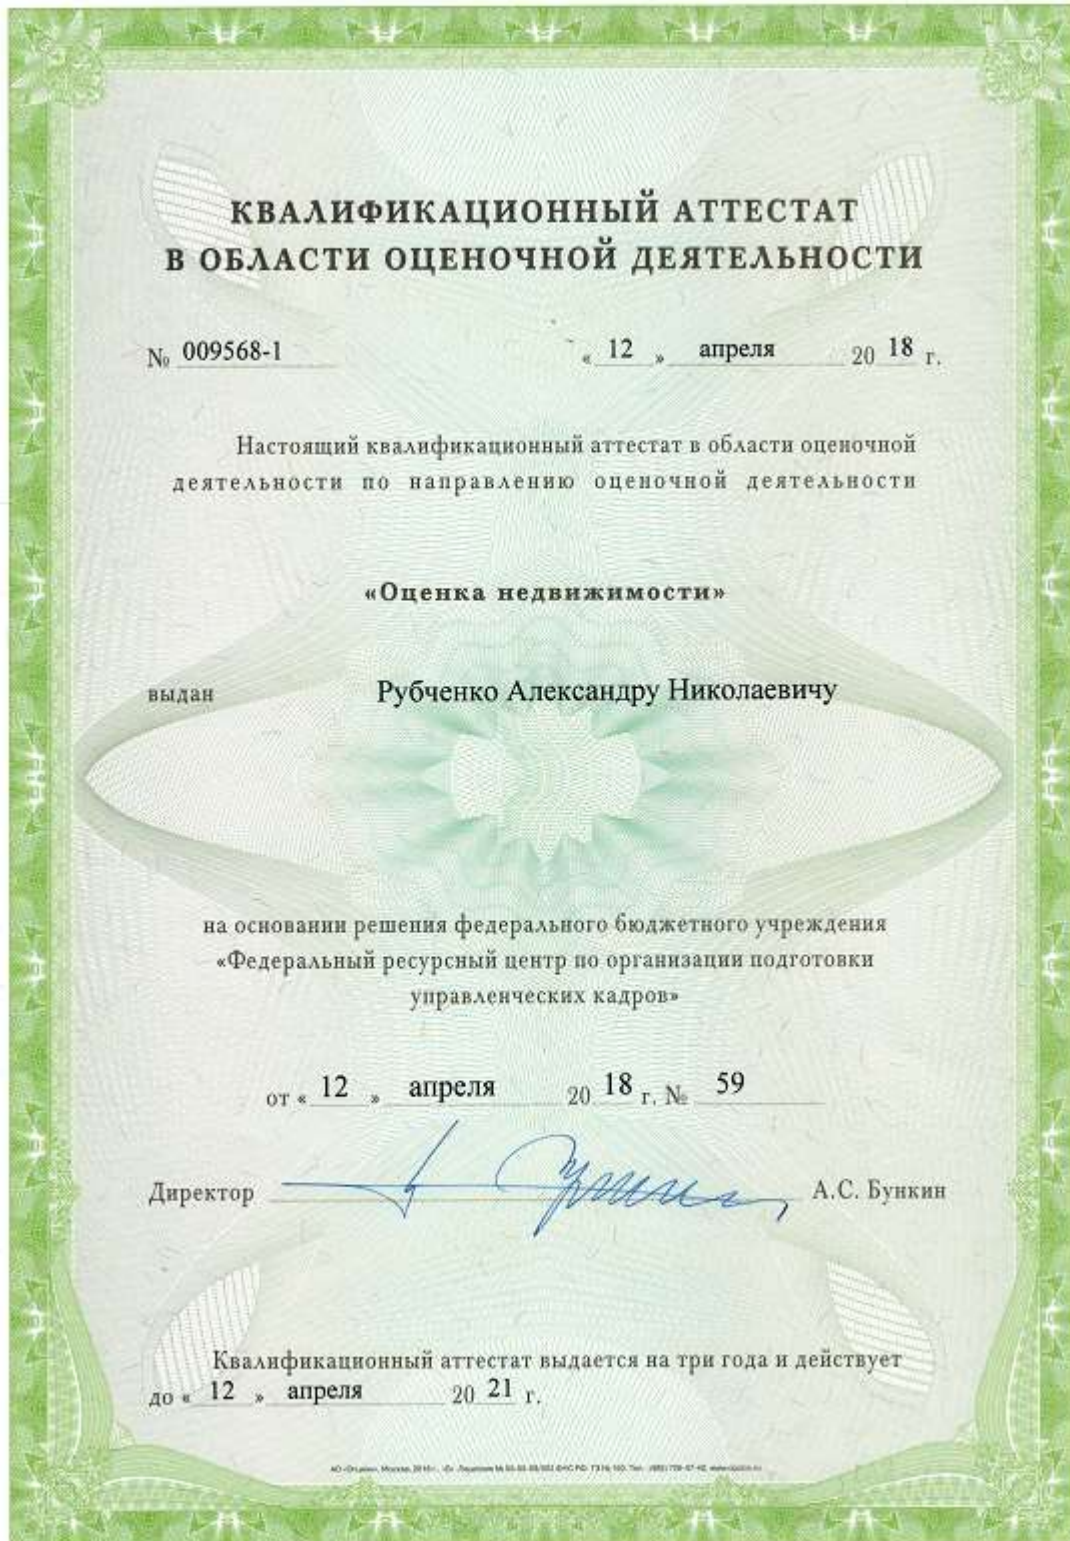 КВАЛИФИКАЦИОННЫЙ АТТЕСТАТ
В ОБЛАСТИ ОЦЕНОЧНОЙ ДЕЯТЕЛЬНОСТИ
№ 009568-1 « 12 » апреля 20 18 г.
Настоящий квалификационный аттестат в области оценочной
деятельности по направлению оценочной деятельности
«Оценка недвижимости»
выдан Рубченко Александру Николаевичу
на основании решения федерального бюджетного учреждения
«Федеральный ресурсный центр по организации подготовки
управленческих кадров»
от « 12 » апреля 20 18 г. № 59
Директор А.С. Бункин
Квалификационный аттестат выдается на три года и действует
до « 12 » апреля 20 21 г.